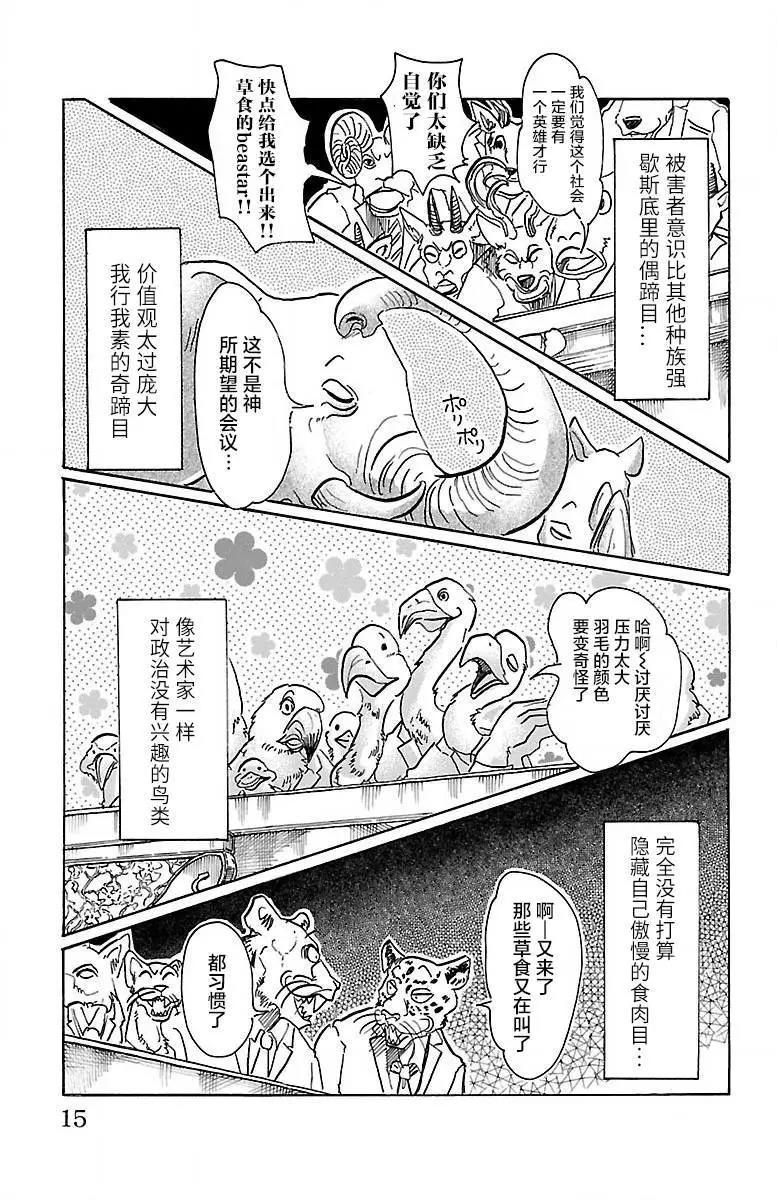 被害者意识比其他种族强
歇斯底里的偶蹄目…
我们觉得这个社会
一定要有
一个英雄才行
你们太缺乏
自觉了
快点给我选个出来!!
草食的beastar!!
价值观太过庞大
我行我素的奇蹄目
这不是神
所期望的会议…
ポリポリ
ポリポリ
哈啊~讨厌讨厌
压力太大
羽毛的颜色
要变奇怪了
像艺术家一样
对政治没有兴趣的鸟类
完全没有打算
隐藏自己傲慢的食肉目…
啊—又来了
那些草食又在叫了
都习惯了
15